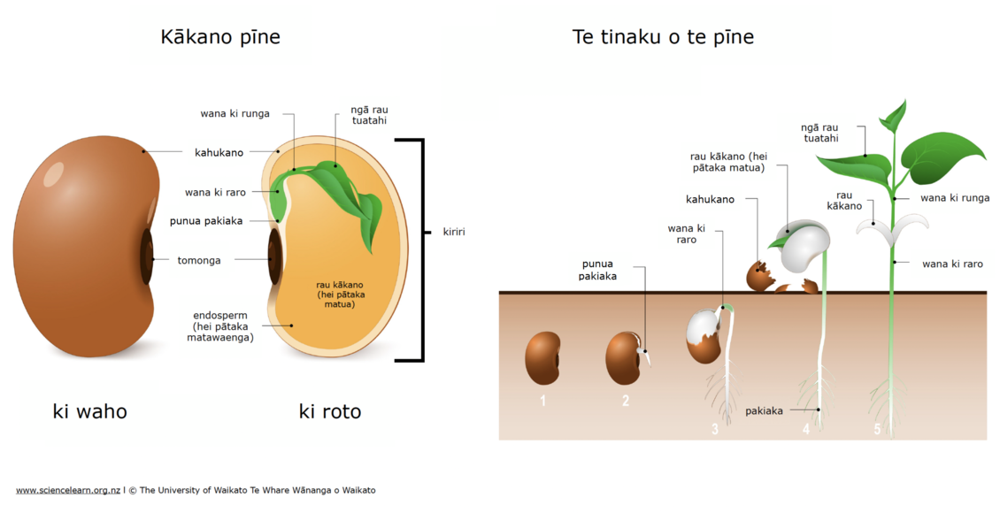 Kākano pīne
wana ki runga
ngā rau
tuatahi
kahukano
wana ki raro
punua pakiaka
tomonga
kiriri
rau kākano
(hei pātaka
matua)
endosperm
(hei pātaka
matawaenga)
ki waho
ki roto
Te tinaku o te pīne
ngā rau
tuatahi
rau kākano (hei
pātaka matua)
kahukano
rau
kākano
wana ki runga
wana ki
raro
punua
pakiaka
wana ki raro
1
2
3
4
5
pakiaka
www.sciencelearn.org.nz l © The University of Waikato Te Whare Wānanga o Waikato